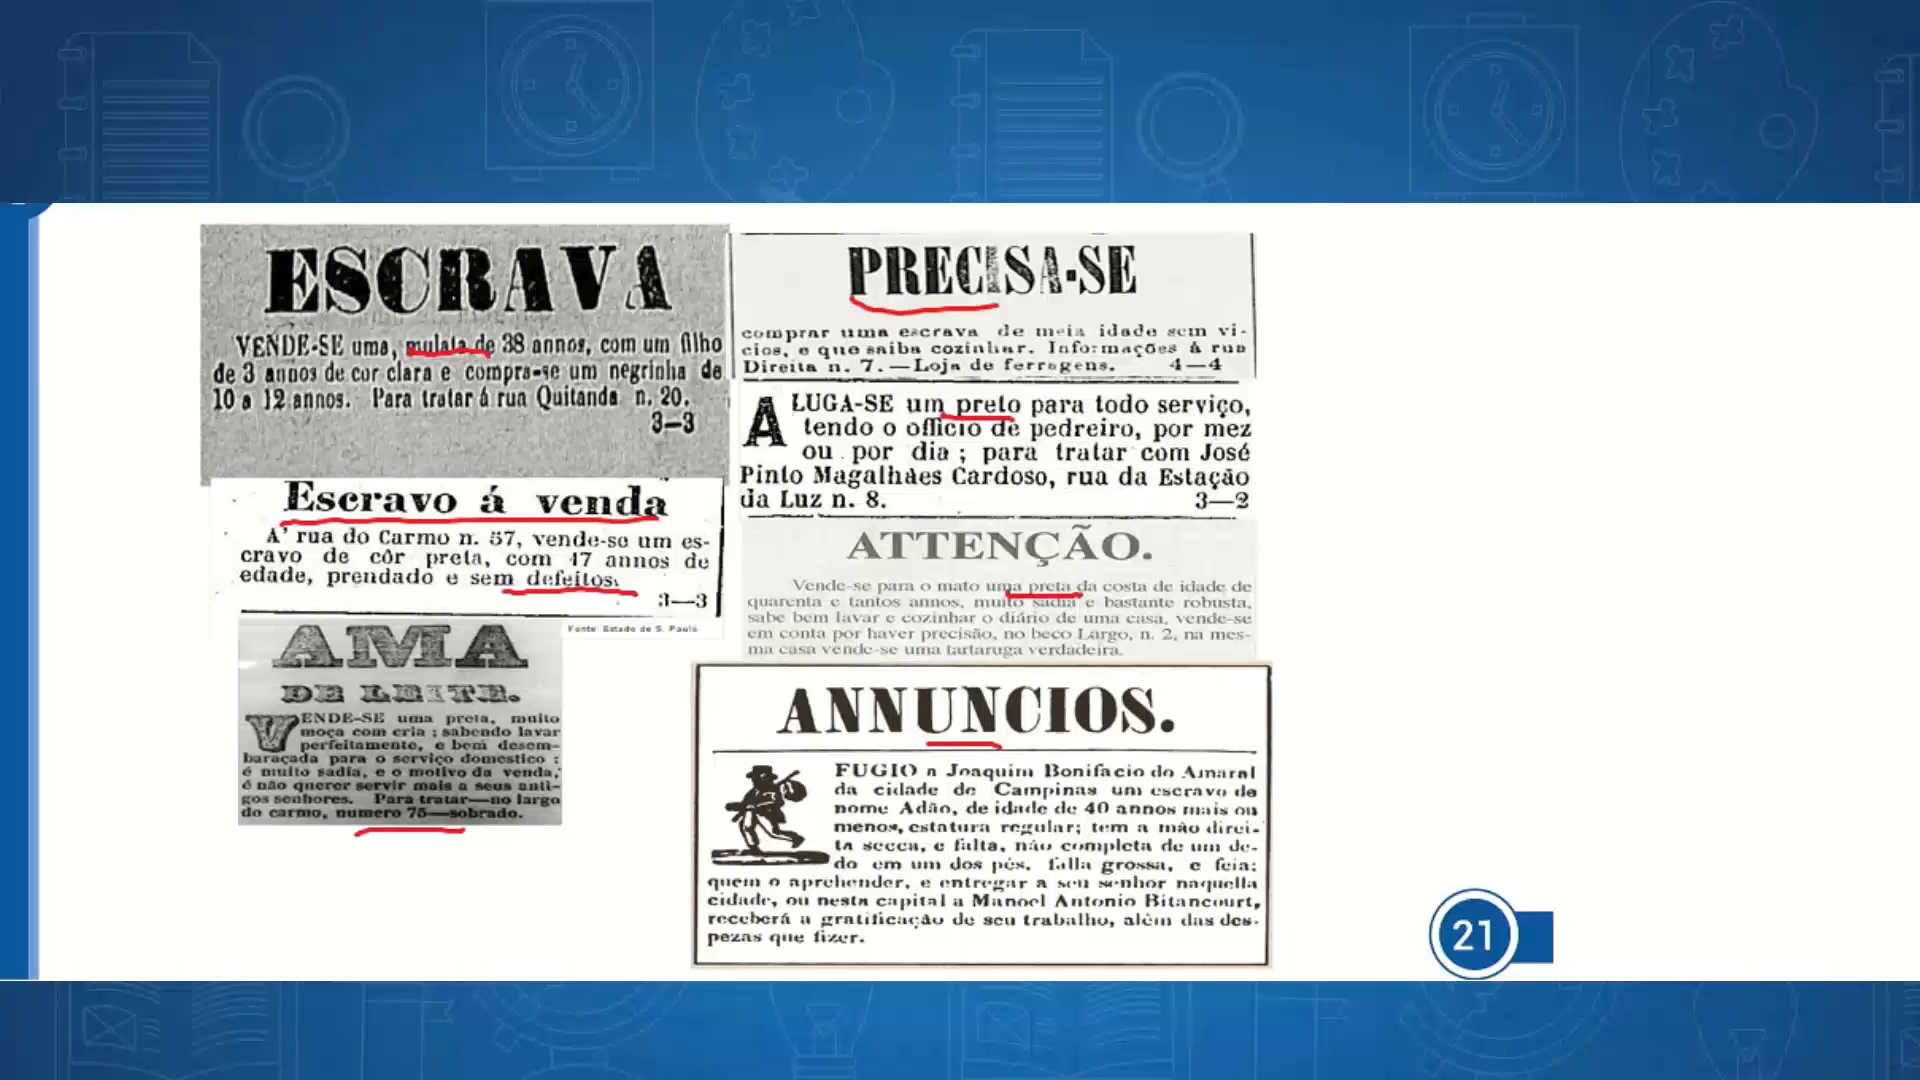 ESCRAVA
VENDE-SE uma, mulata de 38 annos, com um filho
de 3 annos de cor clara e compra-se um negrinha de
10 a 12 annos. Para tratar á rua Quitanda n. 20.
3-3
Escravo á venda
A' rua do Carmo n. 57, vende-se um es-
cravo de côr preta, com 17 annos de
edade, prendado e sem defeitos.
3—3
Fonte: Estado de S. Paulo
AMA
DE LEITE.
VENDE-SE uma preta, muito
moça com cria ; sabendo lavar
perfeitamente, e bem desem-
baraçada para o serviço domestico :
é muito sadia, e o motivo da venda,
é não querer servir mais a seus anti-
gos senhores. Para tratar—no largo
do carmo, numero 75—sobrado.
PRECISA-SE
comprar uma escrava de meia idade sem vi-
cios, e que saiba cozinhar. Informações á rua
Direita n. 7.—Loja de ferragens. 4—4
ALUGA-SE um preto para todo serviço,
tendo o officio de pedreiro, por mez
ou por dia ; para tratar com José
Pinto Magalhães Cardoso, rua da Estação
da Luz n. 8. 3—2
ATTENÇÃO.
Vende-se para o mato uma preta da costa de idade de
quarenta e tantos annos, muito sadia e bastante robusta,
sabe bem lavar e cozinhar o diário de uma casa, vende-se
em conta por haver precisão, no beco Largo, n. 2, na mes-
ma casa vende-se uma tartaruga verdadeira.
ANNUNCIOS.
FUGIO a Joaquim Bonifacio do Amaral
da cidade de Campinas um escravo de
nome Adão, de idade de 40 annos mais ou
menos, estatura regular; tem a mão direi-
ta secca, e falta, não completa de um de-
do em um dos pés, falla grossa, e feia:
quem o aprehender, e entregar a seu senhor naquella
cidade, ou nesta capital a Manoel Antonio Bitancourt,
receberá a gratificação de seu trabalho, além das des-
pezas que fizer.
21